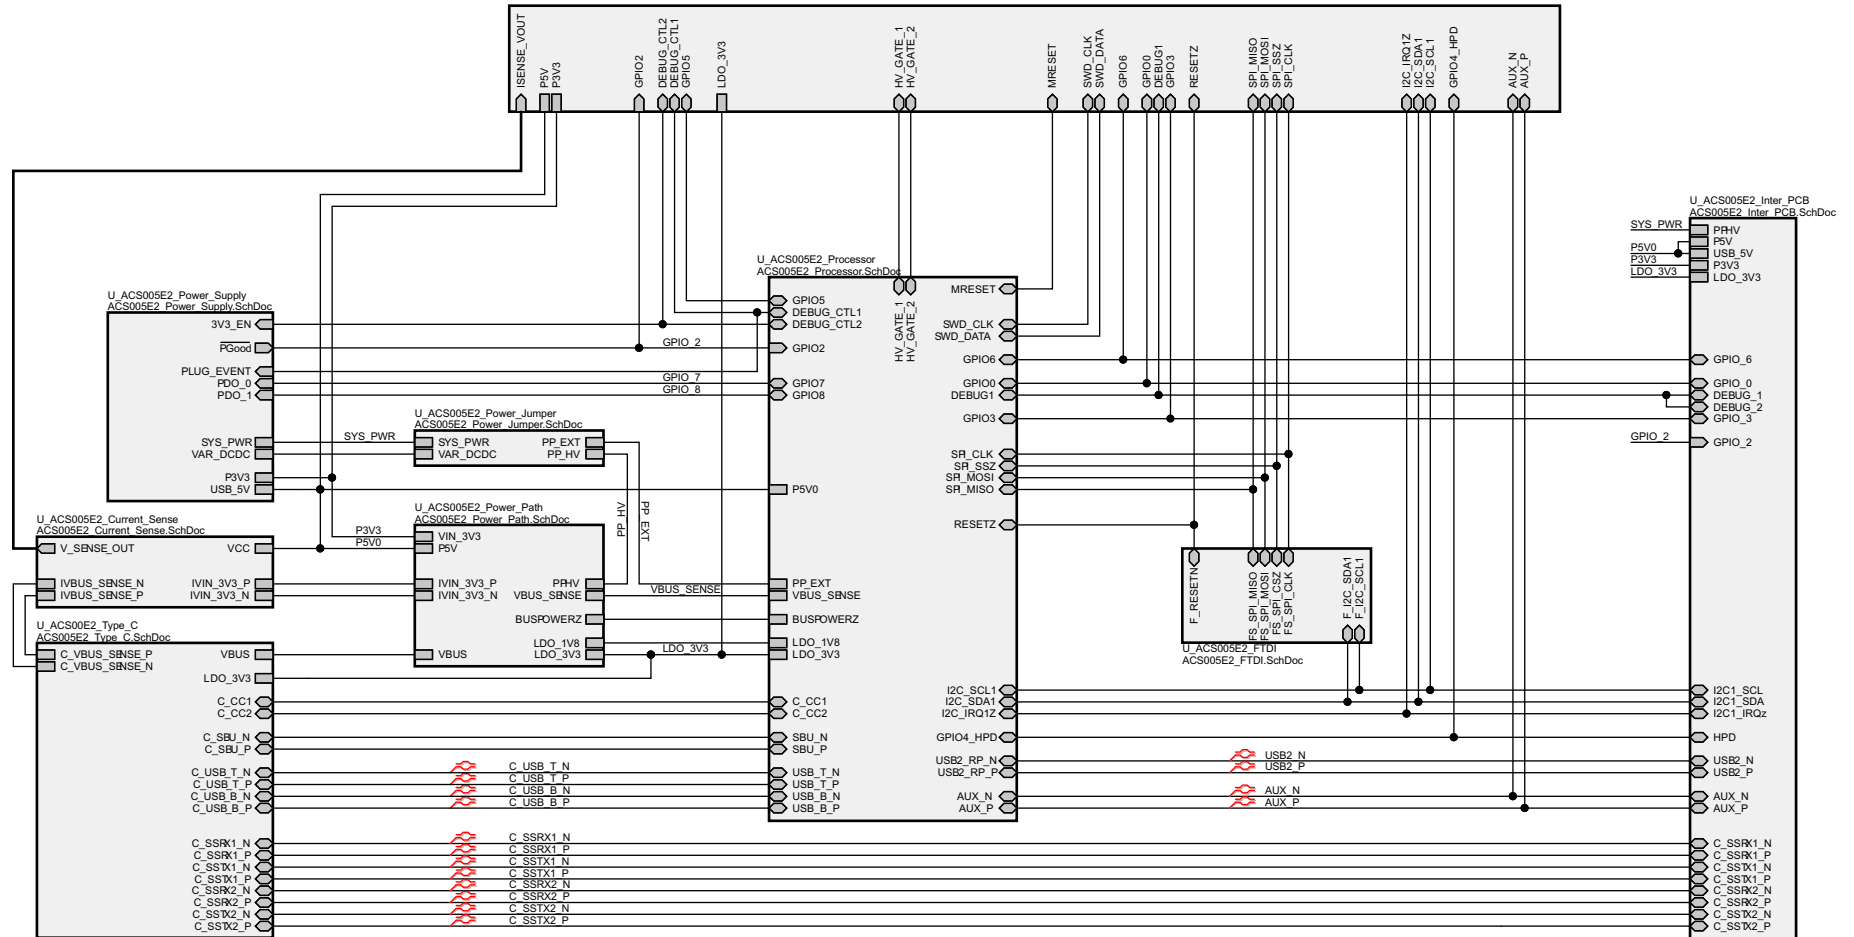 ISENSE_VOUT
P5V
P3V3
GPIO2
DEBUG_CTL2
DEBUG_CTL1
GPIO5
LDO_3V3
HV_GATE_1
HV_GATE_2
MRESET
SWD_CLK
SWD_DATA
GPIO6
GPIO0
DEBUG1
GPIO3
RESETZ
SPI_MISO
SPI_MOSI
SPI_SSZ
SPI_CLK
I2C_IRQ1Z
I2C_SDA1
I2C_SCL1
GPIO4_HPD
AUX_N
AUX_P
U_ACS005E2_Power_Supply
ACS005E2_Power_Supply.SchDoc
3V3_EN
PGood
PLUG_EVENT
PDO_0
PDO_1
SYS_PWR
VAR_DCDC
P3V3
USB_5V
GPIO_2
GPIO_7
GPIO_8
SYS_PWR
U_ACS005E2_Power_Jumper
ACS005E2_Power_Jumper.SchDoc
SYS_PWR
VAR_DCDC
PP_EXT
PP_HV
PP_HV
PP_EXT
U_ACS005E2_Current_Sense
ACS005E2_Current_Sense.SchDoc
V_SENSE_OUT
IVBUS_SENSE_N
IVBUS_SENSE_P
VCC
IVIN_3V3_P
IVIN_3V3_N
P3V3
P5V0
U_ACS005E2_Power_Path
ACS005E2_Power_Path.SchDoc
VIN_3V3
P5V
IVIN_3V3_P
IVIN_3V3_N
VBUS
PPHV
VBUS_SENSE
BUSPOWERZ
LDO_1V8
LDO_3V3
VBUS_SENSE
LDO_3V3
U_ACS00E2_Type_C
ACS005E2_Type_C.SchDoc
C_VBUS_SENSE_P
C_VBUS_SENSE_N
VBUS
LDO_3V3
C_CC1
C_CC2
C_SBU_N
C_SBU_P
C_USB_T_N
C_USB_T_P
C_USB_B_N
C_USB_B_P
C_SSRX1_N
C_SSRX1_P
C_SSTX1_N
C_SSTX1_P
C_SSRX2_N
C_SSRX2_P
C_SSTX2_N
C_SSTX2_P
C_USB_T_N
C_USB_T_P
C_USB_B_N
C_USB_B_P
C_SSRX1_N
C_SSRX1_P
C_SSTX1_N
C_SSTX1_P
C_SSRX2_N
C_SSRX2_P
C_SSTX2_N
C_SSTX2_P
U_ACS005E2_Processor
ACS005E2_Processor.SchDoc
GPIO5
DEBUG_CTL1
DEBUG_CTL2
GPIO2
GPIO7
GPIO8
P5V0
PP_EXT
VBUS_SENSE
BUSPOWERZ
LDO_1V8
LDO_3V3
C_CC1
C_CC2
SBU_N
SBU_P
USB_T_N
USB_T_P
USB_B_N
USB_B_P
HV_GATE_1
HV_GATE_2
MRESET
SWD_CLK
SWD_DATA
GPIO6
GPIO0
DEBUG1
GPIO3
SPI_CLK
SPI_SSZ
SPI_MOSI
SPI_MISO
RESETZ
I2C_SCL1
I2C_SDA1
I2C_IRQ1Z
GPIO4_HPD
USB2_RP_N
USB2_RP_P
AUX_N
AUX_P
F_RESETN
FS_SPI_MISO
FS_SPI_MOSI
FS_SPI_CSZ
FS_SPI_CLK
F_I2C_SDA1
F_I2C_SCL1
U_ACS005E2_FTDI
ACS005E2_FTDI.SchDoc
USB2_N
USB2_P
AUX_N
AUX_P
U_ACS005E2_Inter_PCB
ACS005E2_Inter_PCB.SchDoc
SYS_PWR
P5V0
P3V3
LDO_3V3
GPIO_2
PPHV
P5V
USB_5V
P3V3
LDO_3V3
GPIO_6
GPIO_0
DEBUG_1
DEBUG_2
GPIO_3
GPIO_2
I2C1_SCL
I2C1_SDA
I2C1_IRQz
HPD
USB2_N
USB2_P
AUX_N
AUX_P
C_SSRX1_N
C_SSRX1_P
C_SSTX1_N
C_SSTX1_P
C_SSRX2_N
C_SSRX2_P
C_SSTX2_N
C_SSTX2_P